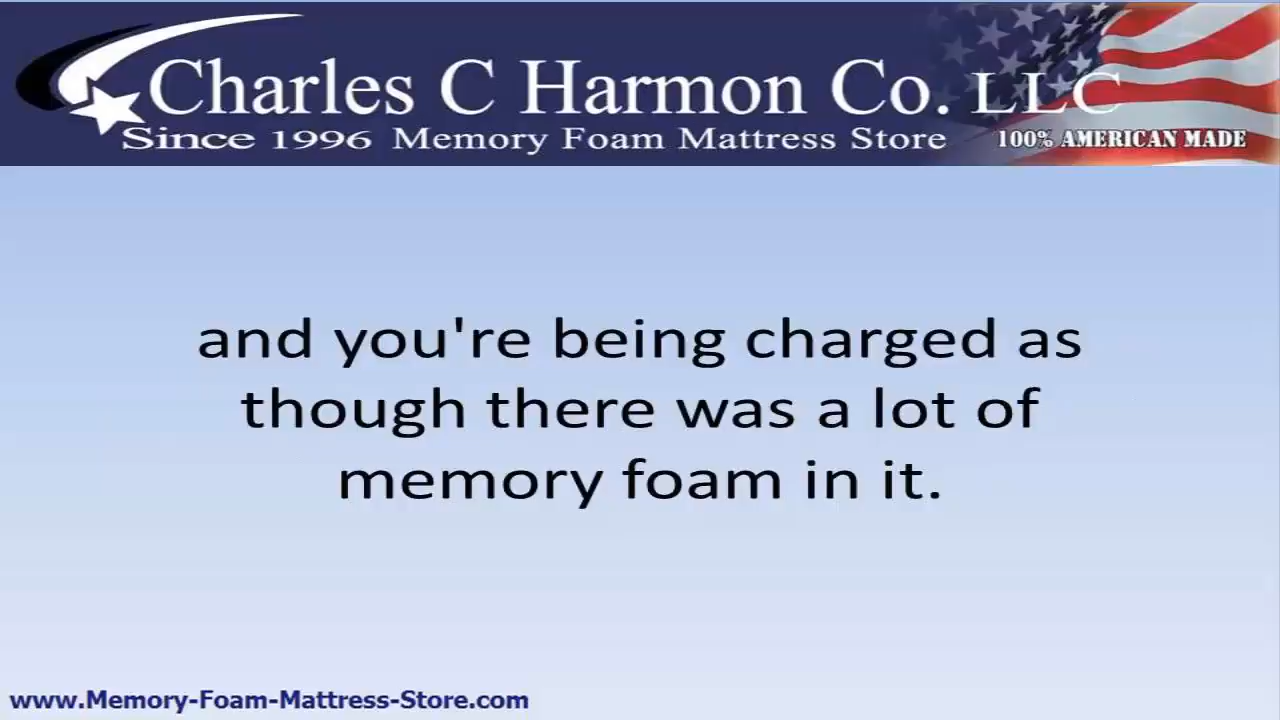 Charles C Harmon Co. LLC
Since 1996 Memory Foam Mattress Store
100% AMERICAN MADE
and you're being charged as
though there was a lot of
memory foam in it.
www.Memory-Foam-Mattress-Store.com